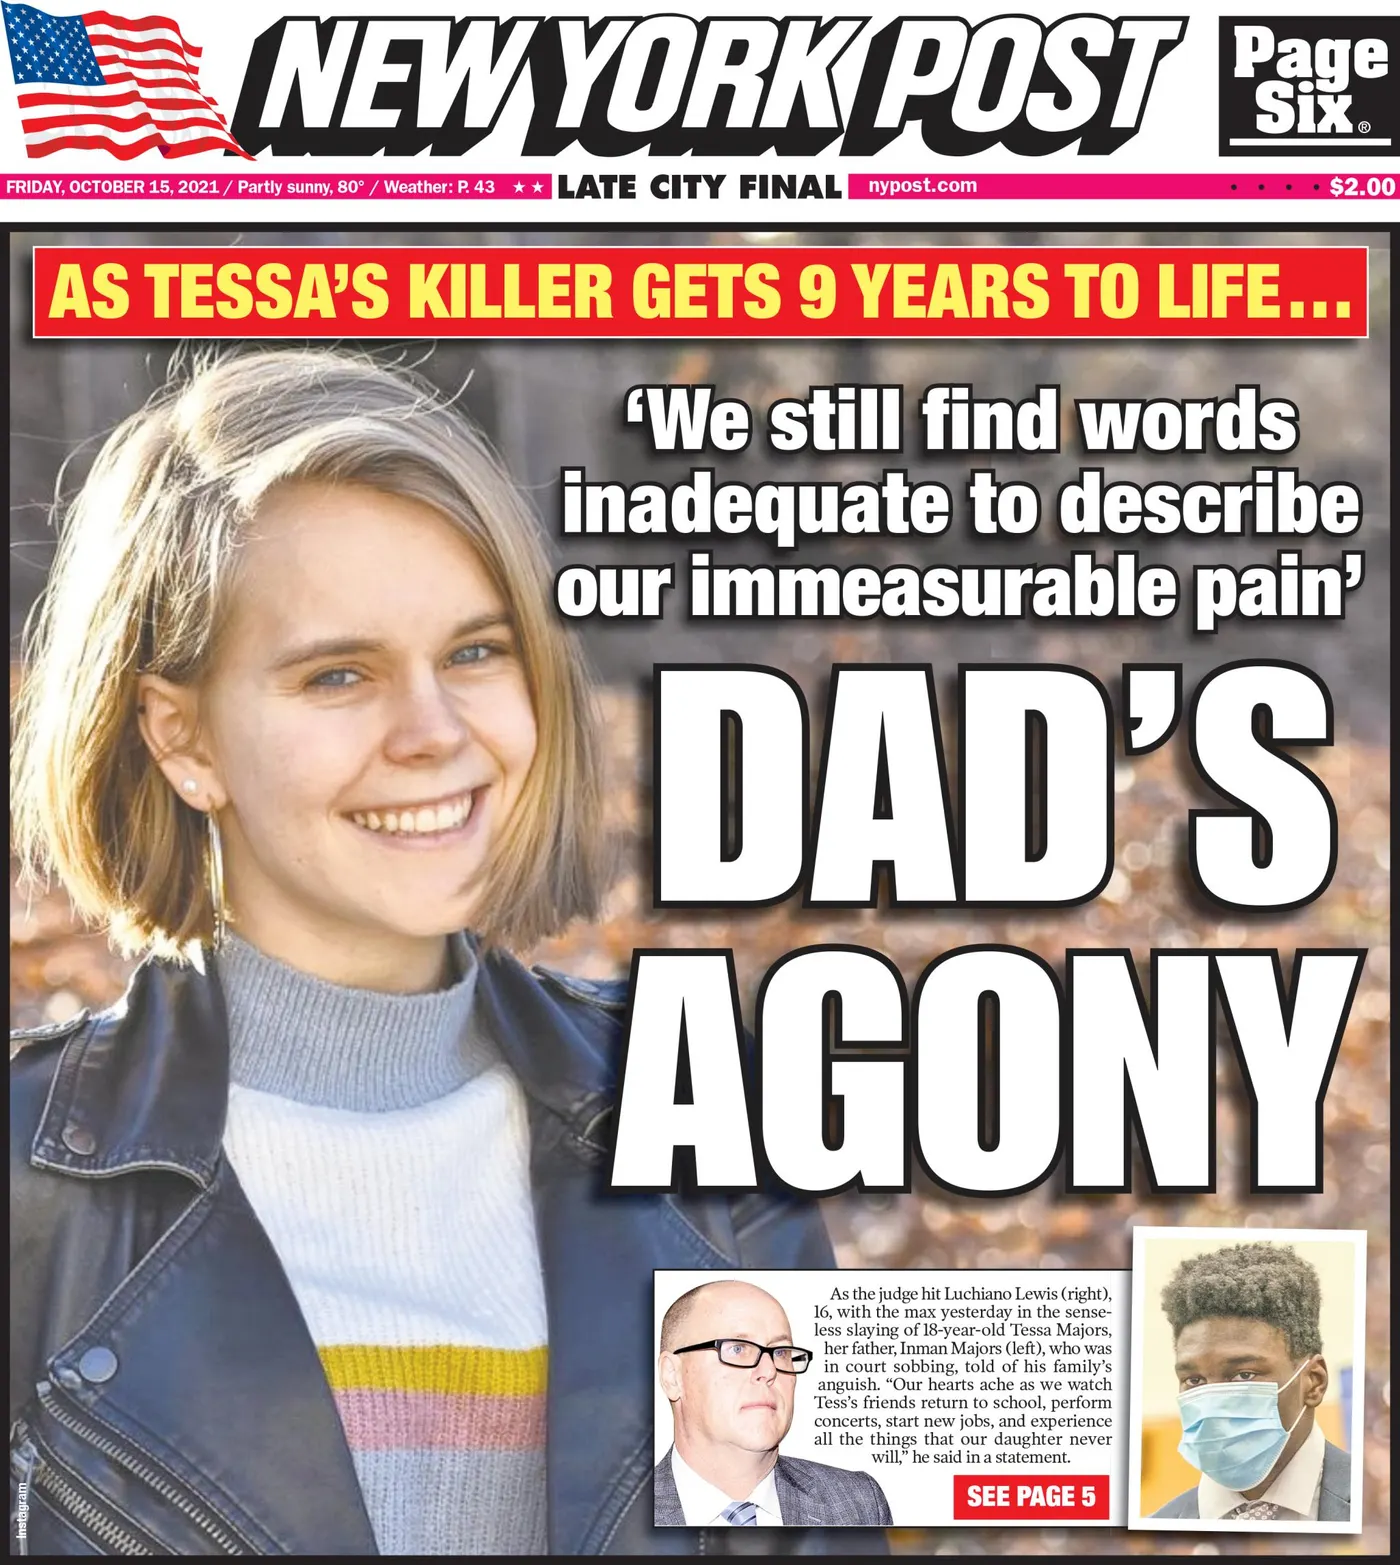 NEW YORK POST
Page
Six®
FRIDAY, OCTOBER 15, 2021 / Partly sunny, 80° / Weather: P. 43 ★★ LATE CITY FINAL nypost.com . . . . $2.00
AS TESSA’S KILLER GETS 9 YEARS TO LIFE...
‘We still find words
inadequate to describe
our immeasurable pain’
DAD’S
AGONY
As the judge hit Luchiano Lewis (right),
16, with the max yesterday in the sense-
less slaying of 18-year-old Tessa Majors,
her father, Inman Majors (left), who was
in court sobbing, told of his family’s
anguish. “Our hearts ache as we watch
Tess’s friends return to school, perform
concerts, start new jobs, and experience
all the things that our daughter never
will,” he said in a statement.
SEE PAGE 5
Instagram